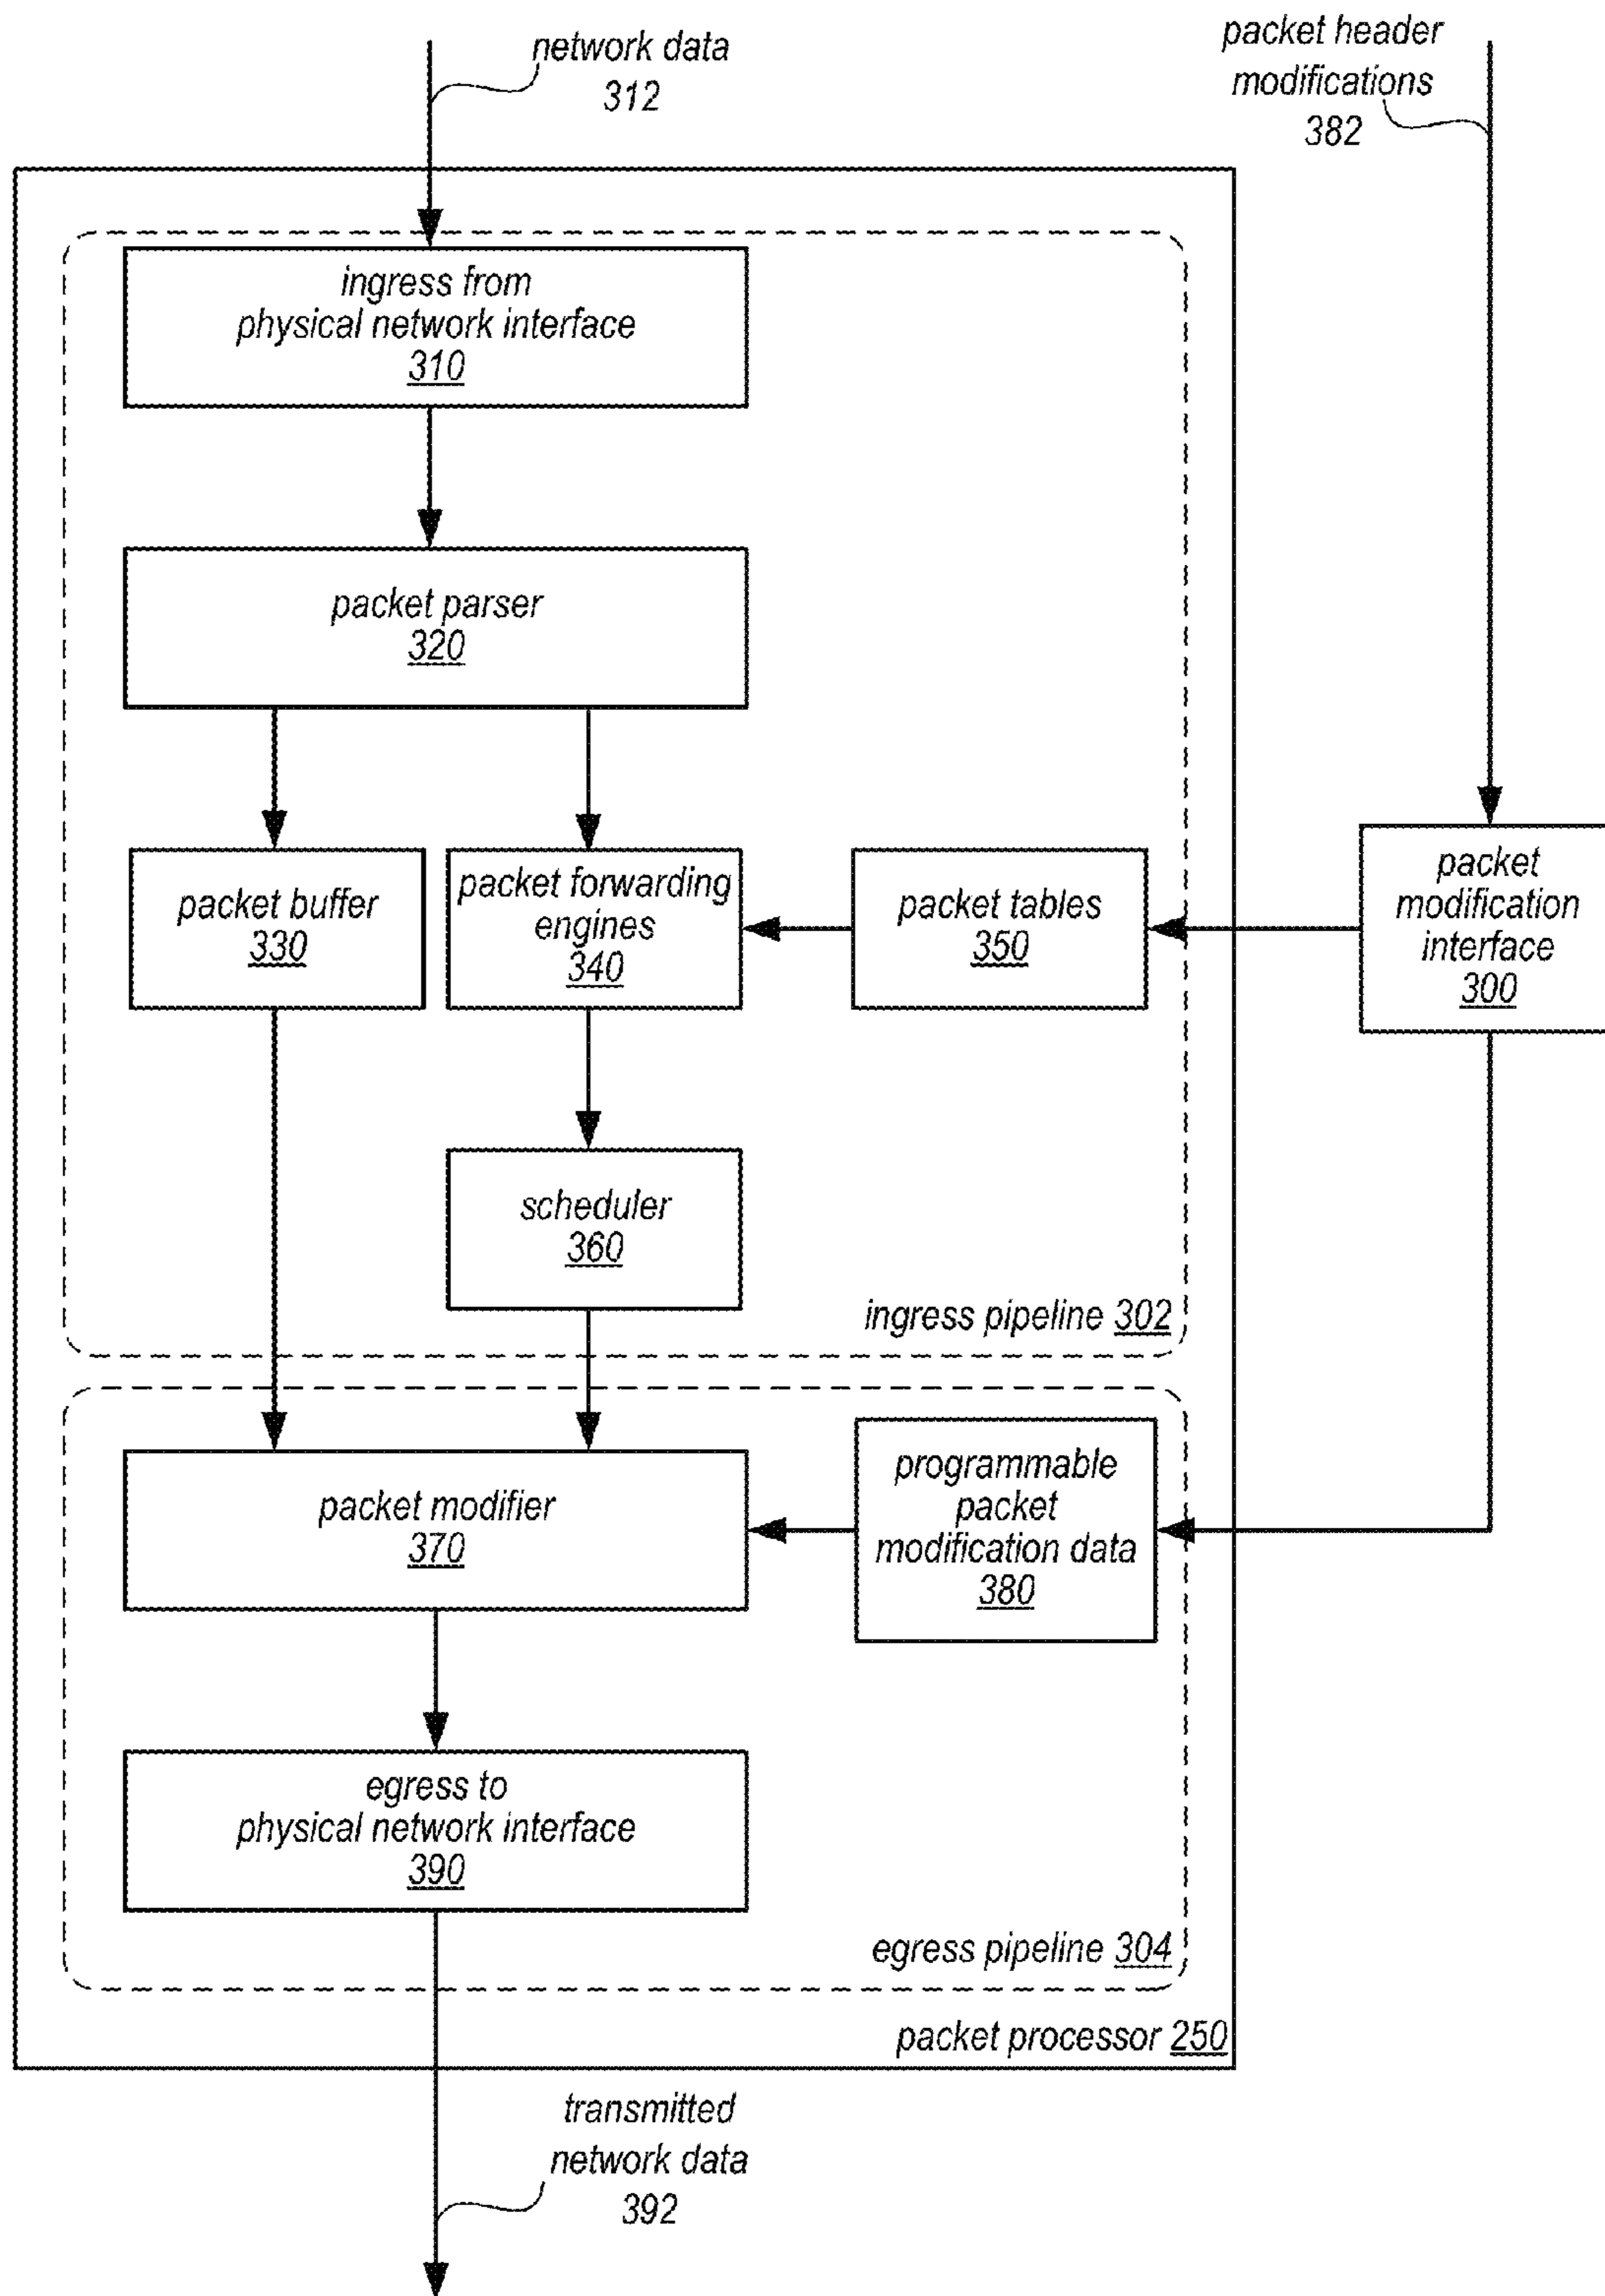 network data
312
packet header
modifications
382
ingress from
physical network interface
310
packet parser
320
packet buffer
330
packet forwarding
engines
340
packet tables
350
packet
modification
interface
300
scheduler
360
ingress pipeline 302
packet modifier
370
programmable
packet
modification data
380
egress to
physical network interface
390
egress pipeline 304
packet processor 250
transmitted
network data
392